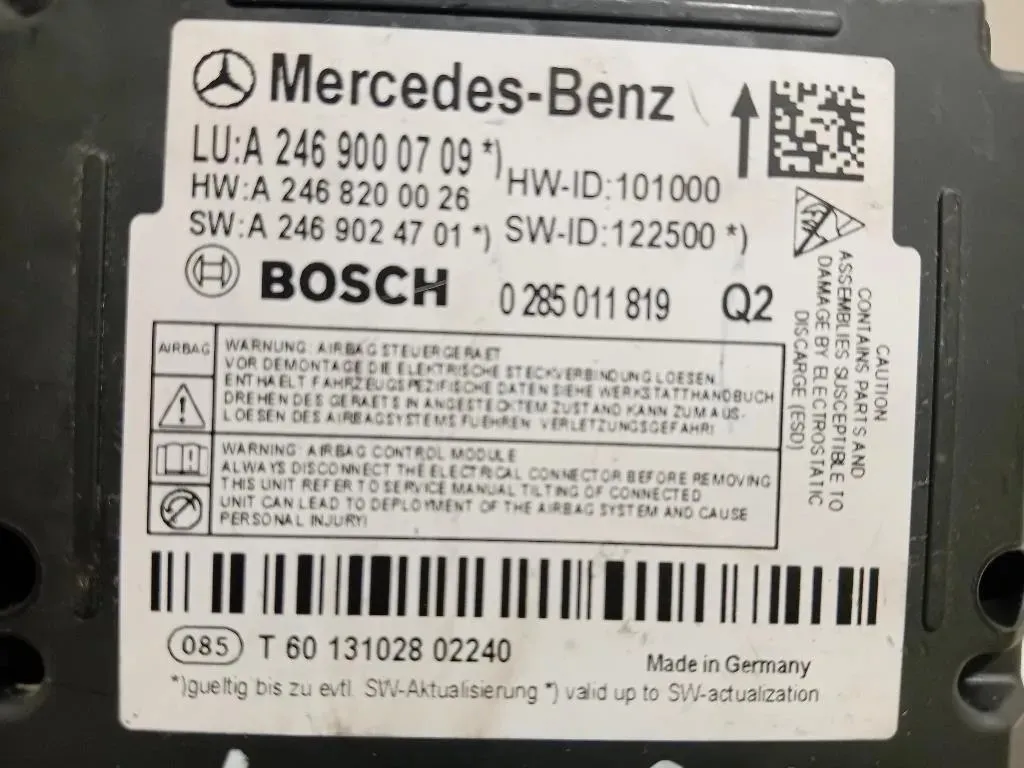 Mercedes-Benz
LU:A 246 900 07 09 *)
HW-ID:101000
HW:A 246 820 00 26
SW:A 246 902 47 01 *)
SW-ID:122500 *)
BOSCH
0 285 011 819
Q2
AIRBAG
WARNUNG: AIRBAG STEUERGERAET
VOR DEMONTAGE DIE ELEKTRISCHE STECKVERBINDUNG LOESEN
ENTHAELT FAHRZEUGSPEZIFISCHE DATEN SIEHE WERKSTATTHANDBUCH
DREHEN DES GERAETS IN ANGESTECKTEM ZUSTAND KANN ZUM AUS-
LOESEN DES AIRBAGSYSTEMS FUEHREN VERLETZUNGSGEFAHR!
WARNING: AIRBAG CONTROL MODULE
ALWAYS DISCONNECT THE ELECTRICAL CONNECTOR BEFORE REMOVING
THIS UNIT REFER TO SERVICE MANUAL TILTING OF CONNECTED
UNIT CAN LEAD TO DEPLOYMENT OF THE AIRBAG SYSTEM AND CAUSE
PERSONAL INJURY!
CAUTION
CONTAINS PARTS AND
ASSEMBLIES SUSCEPTIBLE TO
DAMAGE BY ELECTROSTATIC
DISCHARGE (ESD)
085 T 60 131028 02240
Made in Germany
*)gueltig bis zu evtl. SW-Aktualisierung *) valid up to SW-actualization